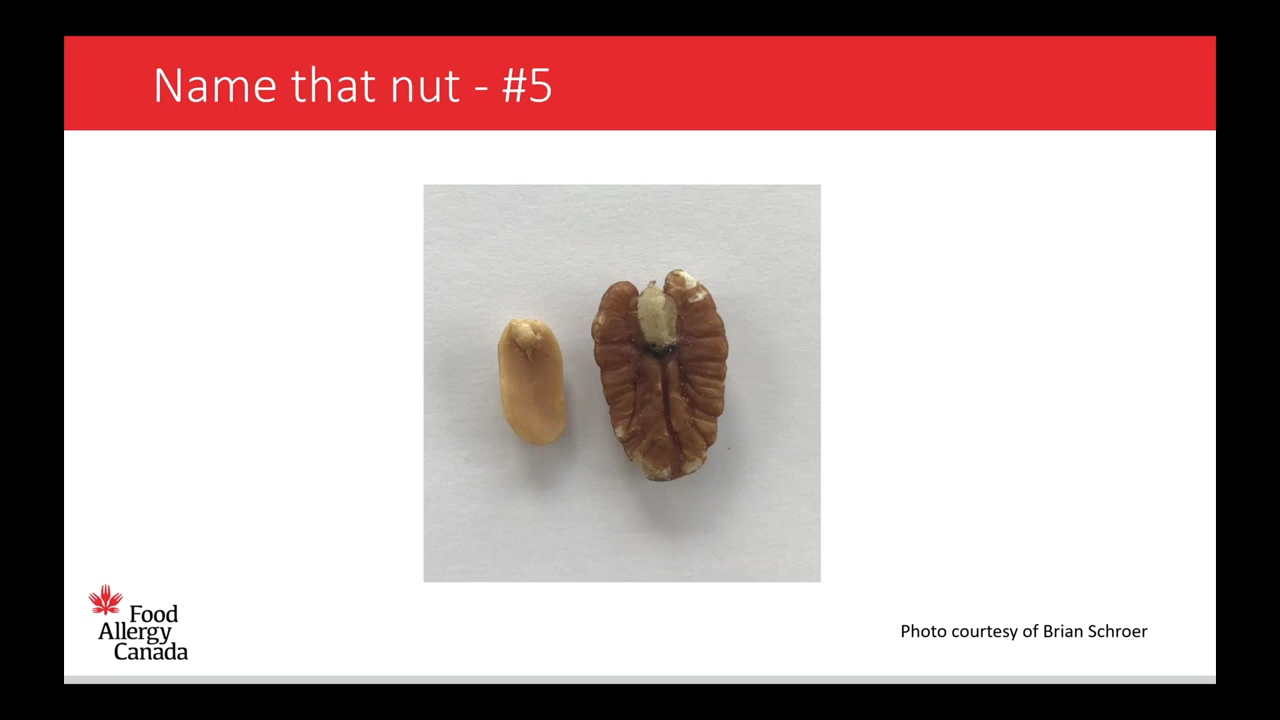 Name that nut - #5
Food
Allergy
Canada
Photo courtesy of Brian Schroer